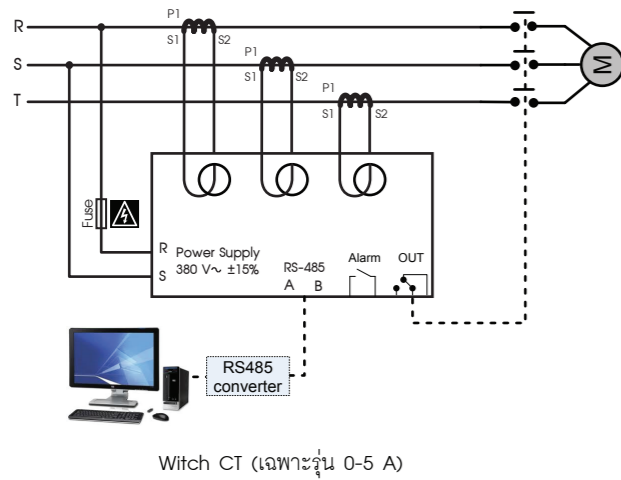 P1
R
S1 S2
P1
S
S1 S2
P1
T
S1 S2
M
Fuse
R Power Supply
380 V~ ±15%
S
RS-485
A B
Alarm
OUT
RS485
converter
Witch CT (เฉพาะรุ่น 0-5 A)